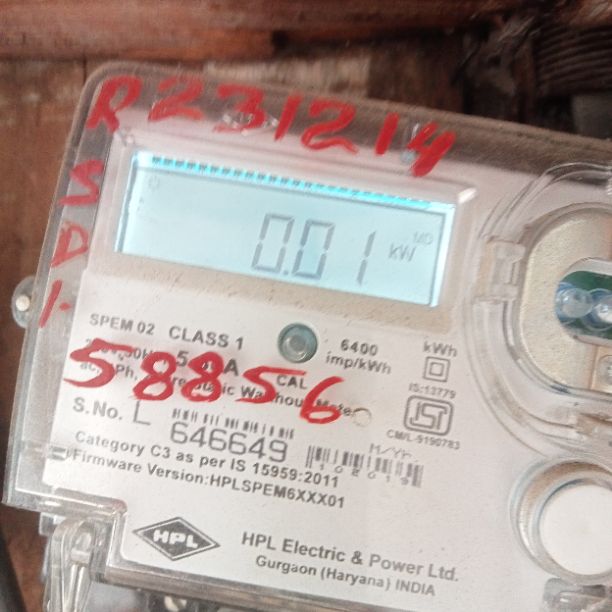 R231214
S
D
1.
0.01 kW MD
SPEM 02 CLASS 1
6400
imp/kWh
kWh
IS:13779
58856
CAL
CM/L-9190783
S.No. L 646649
M/Yr.
Category C3 as per IS 15959:2011
Firmware Version:HPLSPEM6XXX01
HPL
HPL Electric & Power Ltd.
Gurgaon (Haryana) INDIA